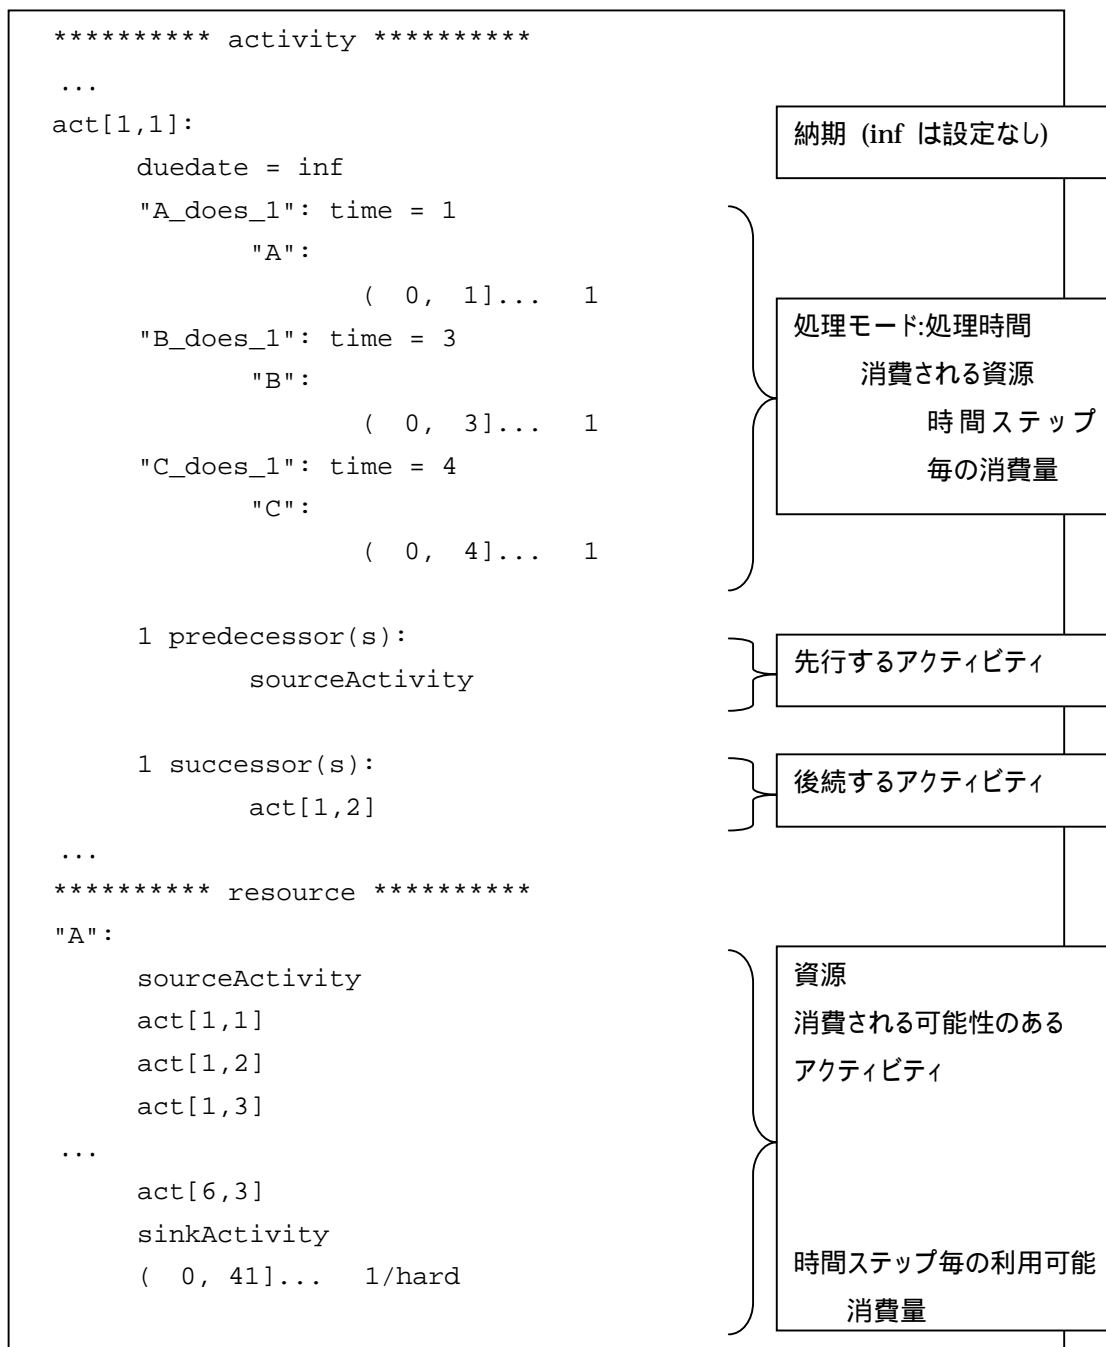 ********** activity **********
...
act[1,1]:
納期 (inf は設定なし)
duedate = inf
"A_does_1": time = 1
"A":
( 0, 1]... 1
"B_does_1": time = 3
処理モード:処理時間
"B":
消費される資源
( 0, 3]... 1
時間ステップ
"C_does_1": time = 4
毎の消費量
"C":
( 0, 4]... 1
1 predecessor(s):
先行するアクティビティ
sourceActivity
1 successor(s):
後続するアクティビティ
act[1,2]
...
********** resource **********
"A":
sourceActivity
資源
act[1,1]
消費される可能性のある
act[1,2]
アクティビティ
act[1,3]
...
act[6,3]
sinkActivity
時間ステップ毎の利用可能
( 0, 41]... 1/hard
消費量